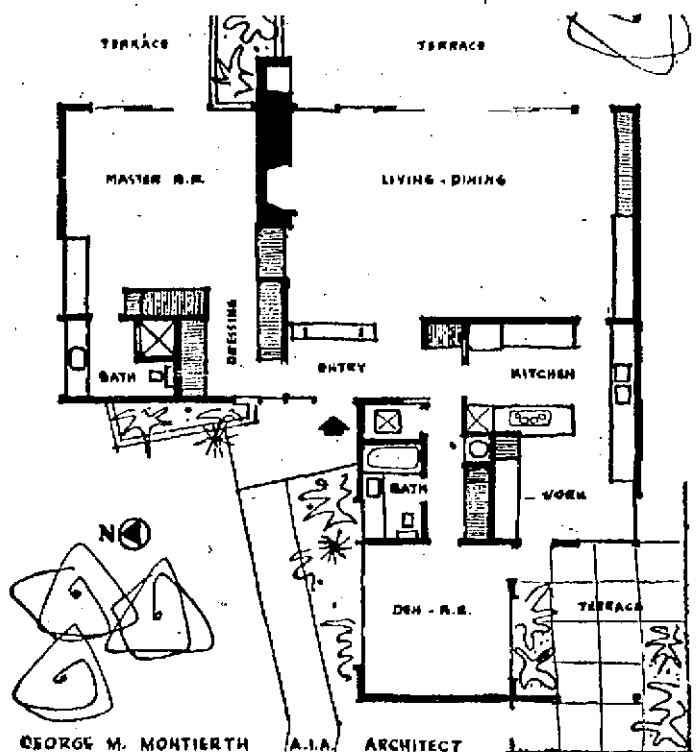 TERRACE
TERRACE
MASTER B.R.
LIVING - DINING
DRESSING
ENTRY
BATH
KITCHEN
BATH
WORK
N
DEN - B.R.
TERRACE
GEORGE M. MONTIERTH A.I.A. ARCHITECT